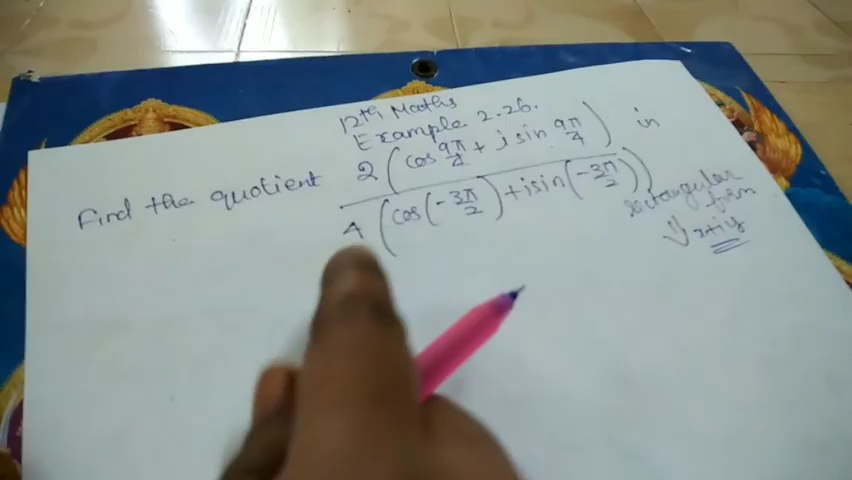 12th Maths
Example 2.26.
Find the quotient 2 (cos 9π/4 + i sin 9π/4) in
4 (cos(-3π/2) + i sin(-3π/2))
rectangular
form
⇓ x+iy